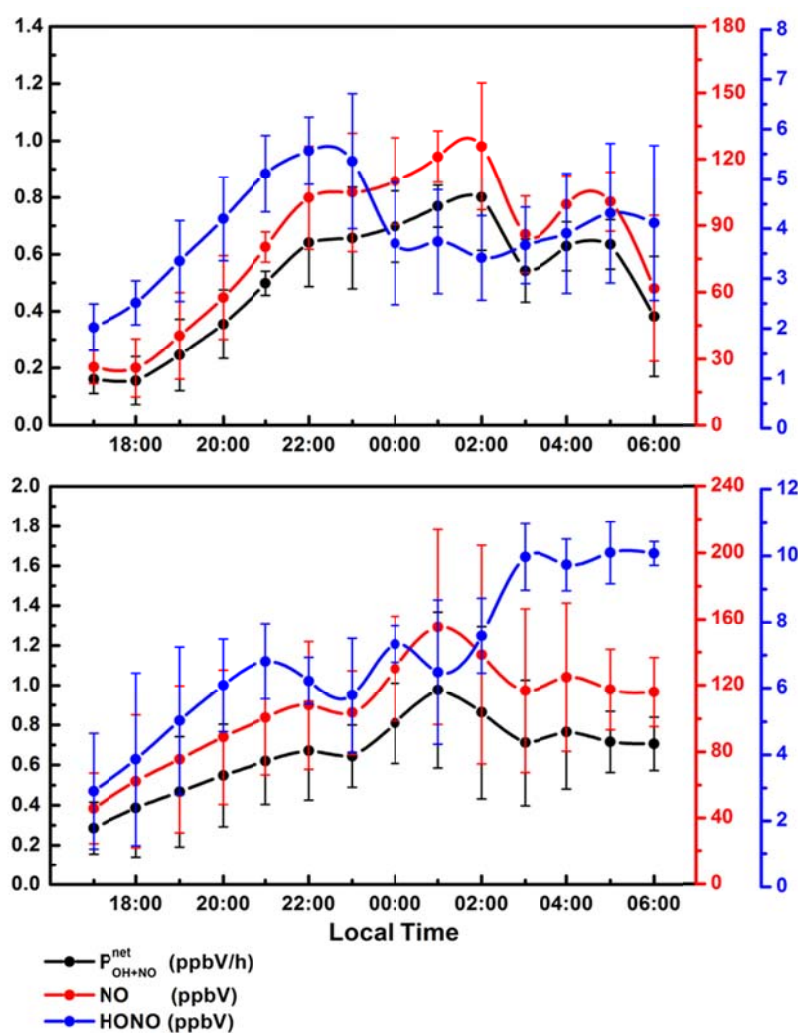 1.4 180 8
1.2 150 7
1.0 120 6
0.8 90 5
0.6 60 4
0.4 30 3
0.2 0 2
0.0 1
0
18:00 20:00 22:00 00:00 02:00 04:00 06:00
2.0 240 12
1.8 200 10
1.6 160 8
1.4 120 6
1.2 80 4
1.0 40 2
0.8 0 0
0.6
0.4
0.2
0.0
18:00 20:00 22:00 00:00 02:00 04:00 06:00
Local Time
P^net_OH+NO (ppbV/h)
NO (ppbV)
HONO (ppbV)